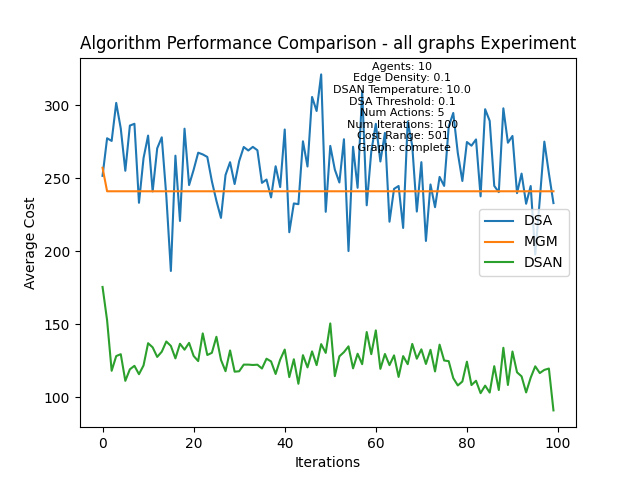 Algorithm Performance Comparison - all graphs Experiment
Agents: 10
Edge Density: 0.1
DSAN Temperature: 10.0
DSA Threshold: 0.1
Num Actions: 5
Num Iterations: 100
Cost Range: 501
Graph: complete
300
250
200
150
100
Average Cost
DSA
MGM
DSAN
0
20
40
60
80
100
Iterations